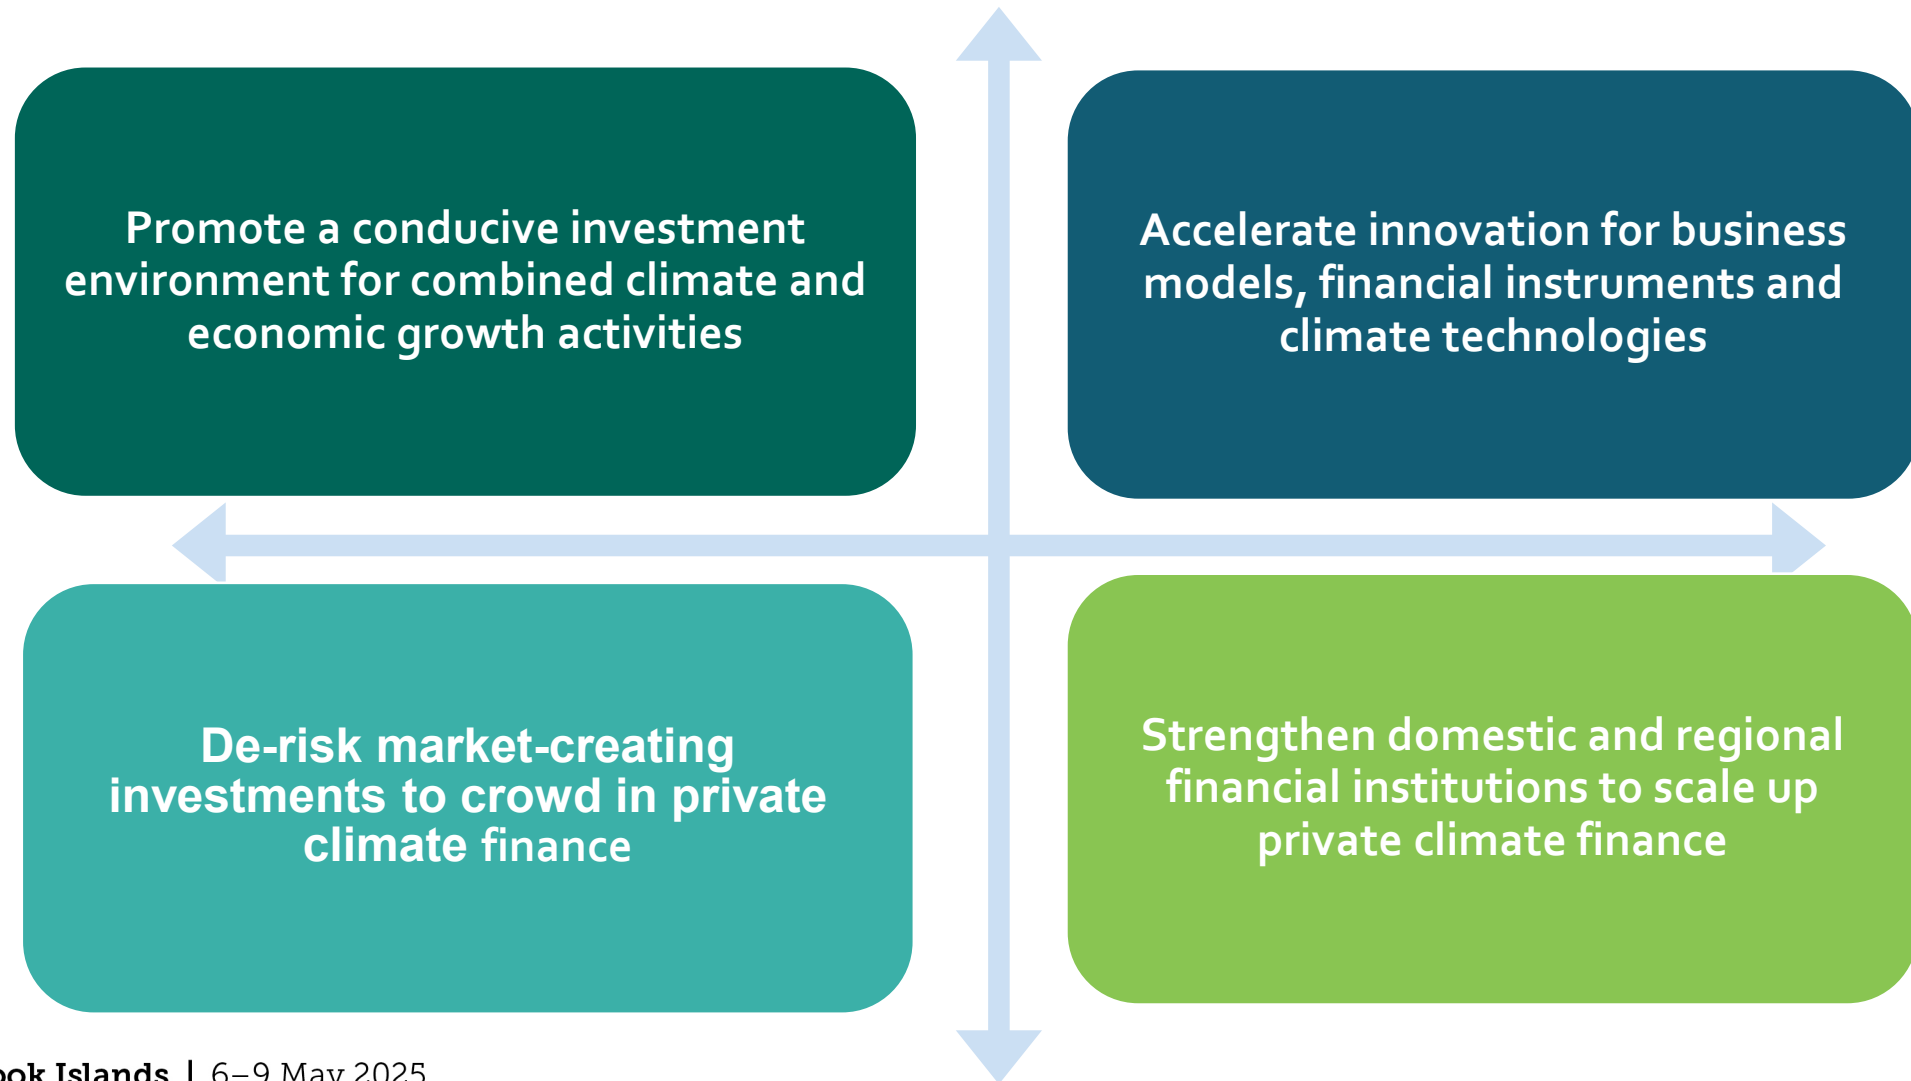 Promote a conducive investment
environment for combined climate and
economic growth activities
Accelerate innovation for business
models, financial instruments and
climate technologies
De-risk market-creating
investments to crowd in private
climate finance
Strengthen domestic and regional
financial institutions to scale up
private climate finance
ook Islands | 6–9 May 2025